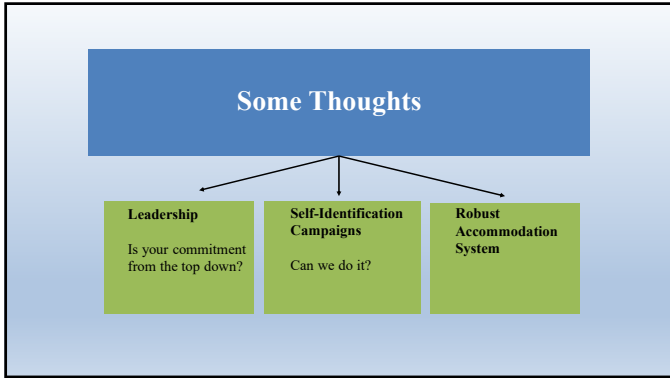 Some Thoughts
Leadership
Is your commitment
from the top down?
Self-Identification
Campaigns
Can we do it?
Robust
Accommodation
System